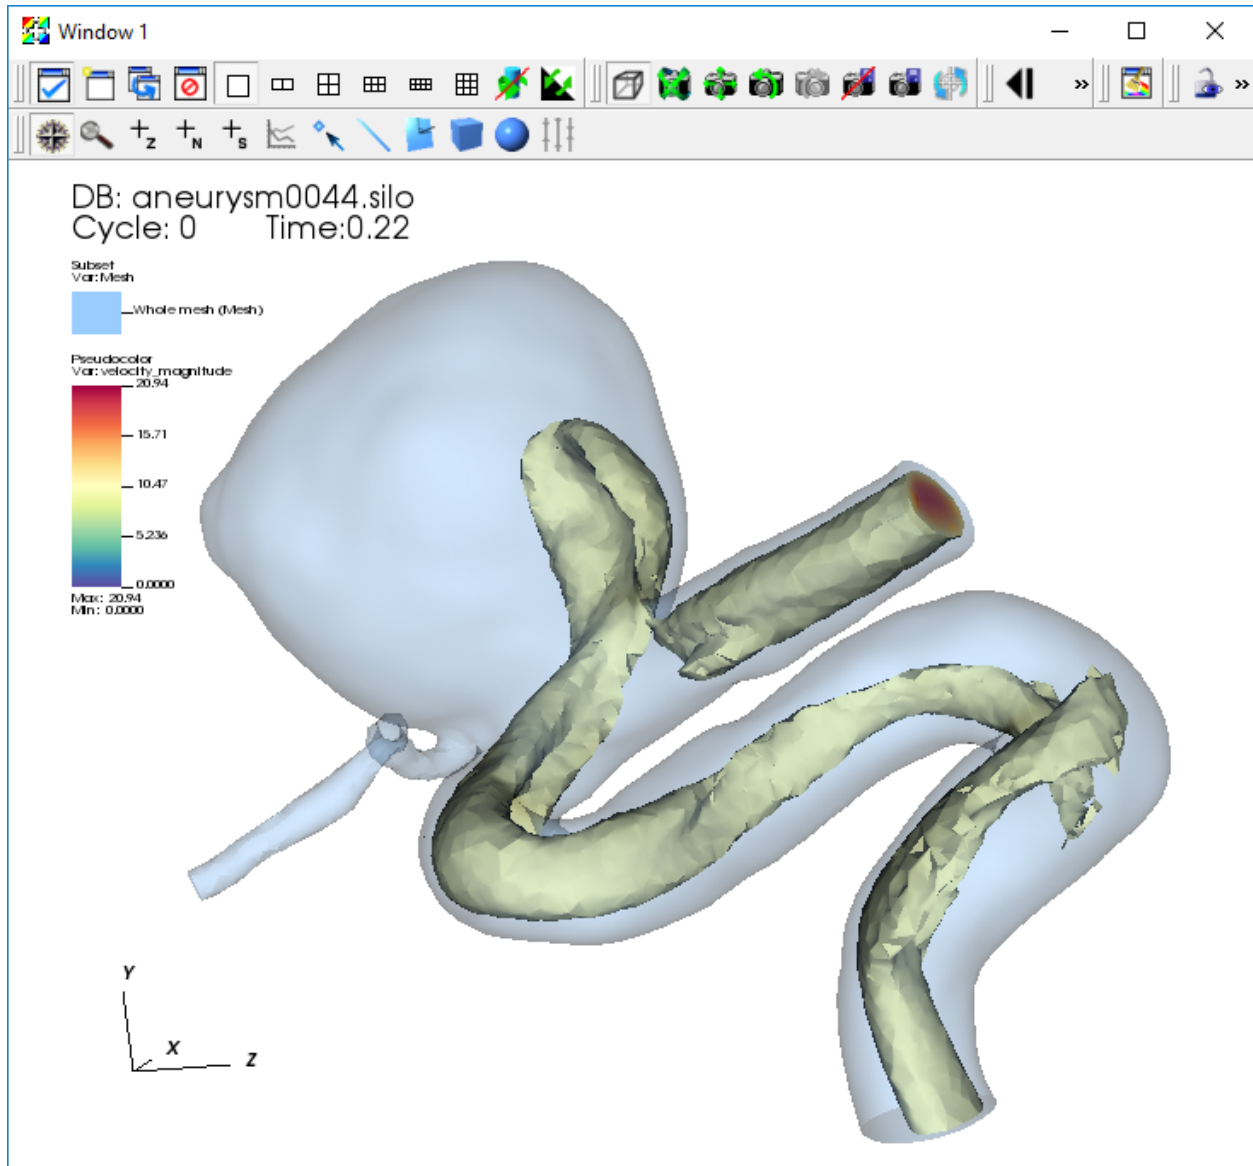 Window 1
Z
N
S
DB: aneurysm0044.silo
Cycle: 0 Time:0.22
Subset
Var: Mesh
Whole mesh (Mesh)
Pseudocolor
Var: velocity_magnitude
20.94
15.71
10.47
5.236
0.0000
Max: 20.94
Min: 0.0000
Y
X
Z